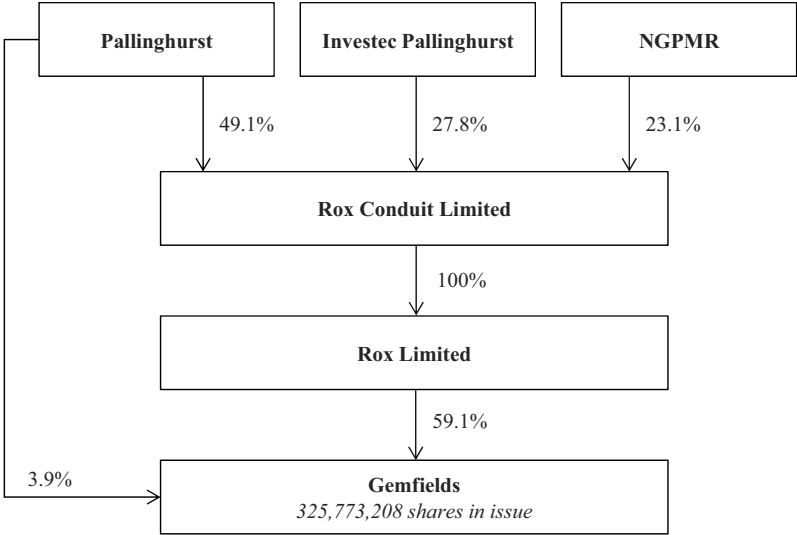 Pallinghurst
Investec Pallinghurst
NGPMR
49.1%
27.8%
23.1%
Rox Conduit Limited
100%
Rox Limited
59.1%
3.9%
Gemfields
325,773,208 shares in issue